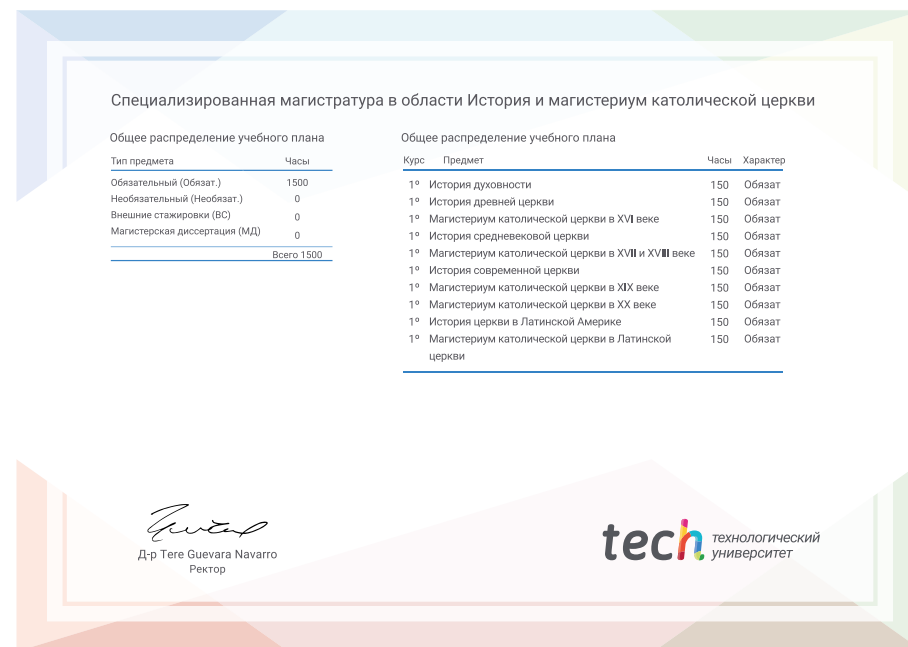 Специализированная магистратура в области История и магистериум католической церкви
Общее распределение учебного плана
Тип предмета Часы
Обязательный (Обязат.) 1500
Необязательный (Необязат.) 0
Внешние стажировки (ВС) 0
Магистерская диссертация (МД) 0
Всего 1500
Общее распределение учебного плана
Курс Предмет Часы Характер
1º История духовности 150 Обязат
1º История древней церкви 150 Обязат
1º Магистериум католической церкви в XVI веке 150 Обязат
1º История средневековой церкви 150 Обязат
1º Магистериум католической церкви в XVII и XVIII веке 150 Обязат
1º История современной церкви 150 Обязат
1º Магистериум католической церкви в XIX веке 150 Обязат
1º Магистериум католической церкви в XX веке 150 Обязат
1º История церкви в Латинской Америке 150 Обязат
1º Магистериум католической церкви в Латинской 150 Обязат
церкви
Д-р Tere Guevara Navarro
Ректор
tech технологический
университет